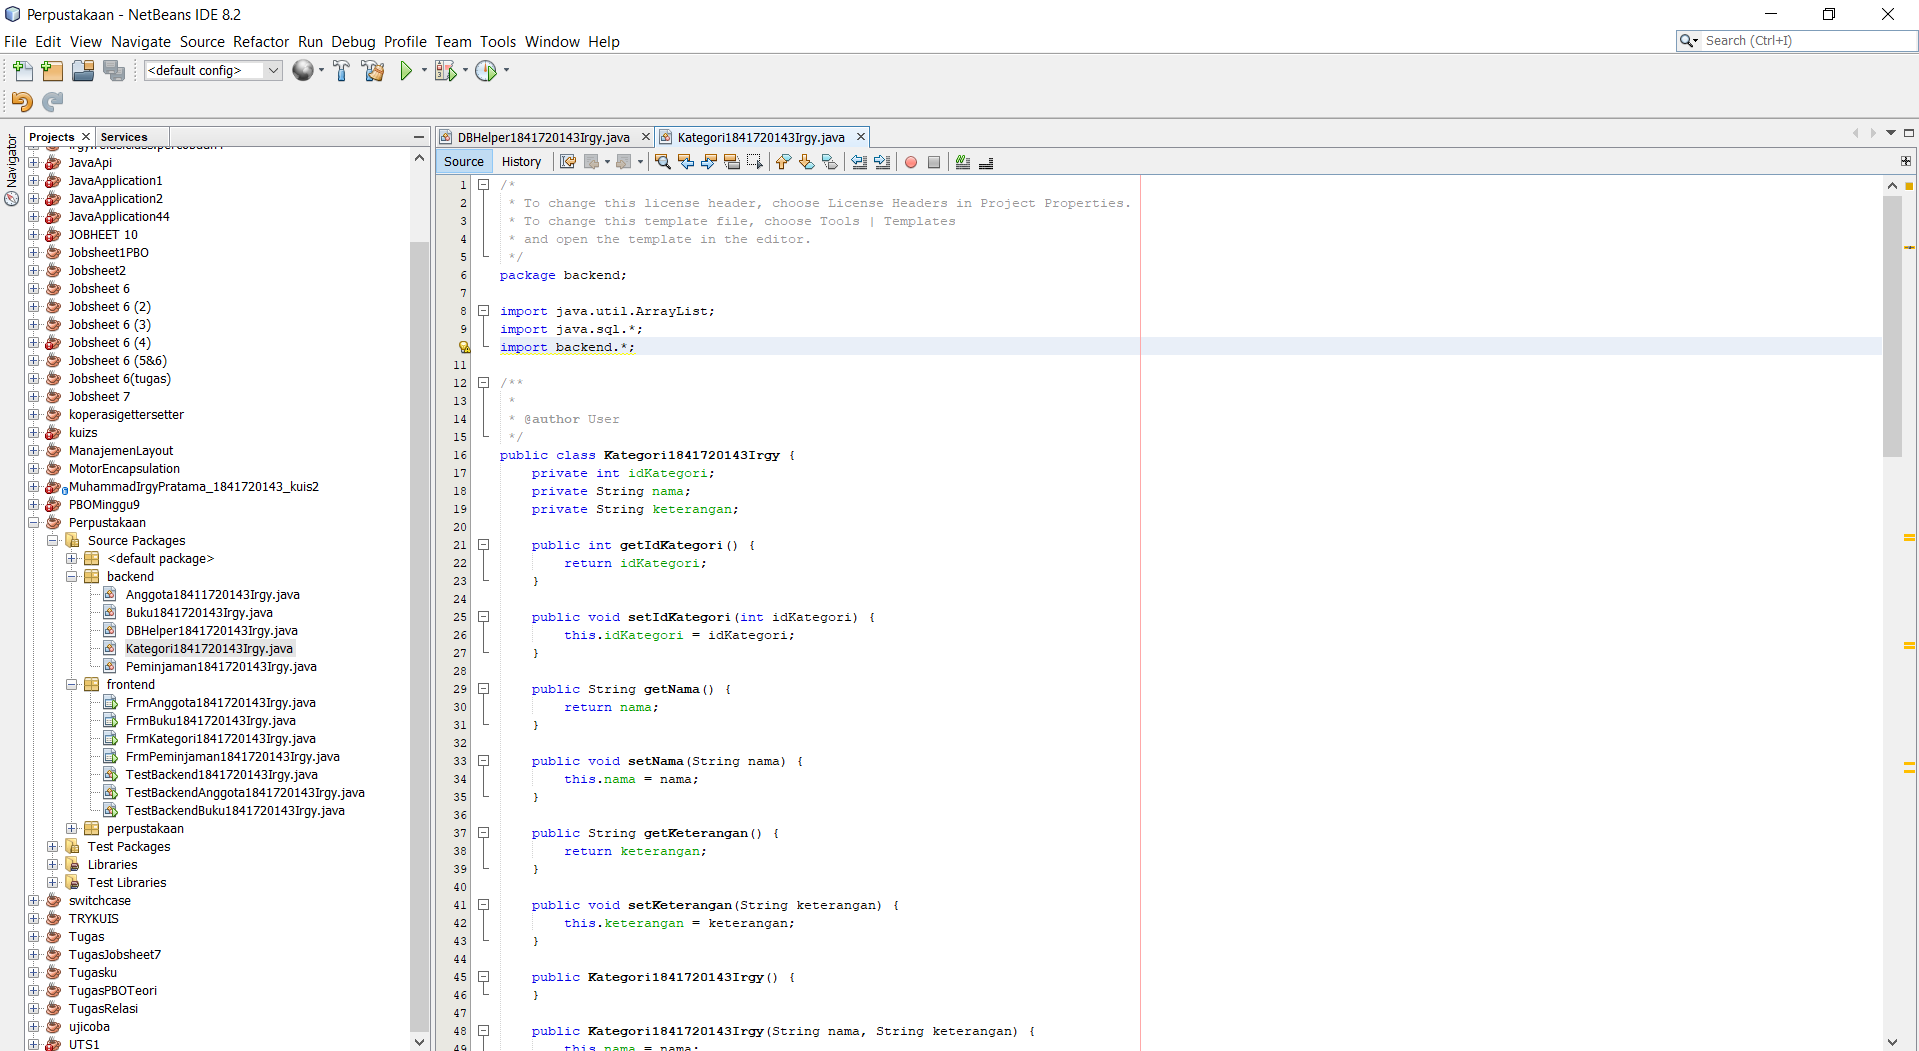 Perpustakaan - NetBeans IDE 8.2
File Edit View Navigate Source Refactor Run Debug Profile Team Tools Window Help
Search (Ctrl+I)
<default config>
Navigator
Projects
Services
JavaApi
JavaApplication1
JavaApplication2
JavaApplication44
JOBHEET 10
Jobsheet1PBO
Jobsheet2
Jobsheet 6
Jobsheet 6 (2)
Jobsheet 6 (3)
Jobsheet 6 (4)
Jobsheet 6 (5&6)
Jobsheet 6(tugas)
Jobsheet 7
koperasigettersetter
kuizs
ManajemenLayout
MotorEncapsulation
MuhammadIrgyPratama_1841720143_kuis2
PBOMinggu9
Perpustakaan
Source Packages
<default package>
backend
Anggota18411720143Irgy.java
Buku1841720143Irgy.java
DBHelper1841720143Irgy.java
Kategori1841720143Irgy.java
Peminjaman1841720143Irgy.java
frontend
FrmAnggota1841720143Irgy.java
FrmBuku1841720143Irgy.java
FrmKategori1841720143Irgy.java
FrmPeminjaman1841720143Irgy.java
TestBackend1841720143Irgy.java
TestBackendAnggota1841720143Irgy.java
TestBackendBuku1841720143Irgy.java
perpustakaan
Test Packages
Libraries
Test Libraries
switchcase
TRYKUIS
Tugas
TugasJobsheet7
Tugasku
TugasPBOTeori
TugasRelasi
ujicoba
UTS1
DBHelper1841720143Irgy.java
Kategori1841720143Irgy.java
Source History
1 /*
2 * To change this license header, choose License Headers in Project Properties.
3 * To change this template file, choose Tools | Templates
4 * and open the template in the editor.
5 */
6 package backend;
7
8 import java.util.ArrayList;
9 import java.sql.*;
import backend.*;
11
12 /**
13 *
14 * @author User
15 */
16 public class Kategori1841720143Irgy {
17 private int idKategori;
18 private String nama;
19 private String keterangan;
20
21 public int getIdKategori() {
22 return idKategori;
23 }
24
25 public void setIdKategori(int idKategori) {
26 this.idKategori = idKategori;
27 }
28
29 public String getNama() {
30 return nama;
31 }
32
33 public void setNama(String nama) {
34 this.nama = nama;
35 }
36
37 public String getKeterangan() {
38 return keterangan;
39 }
40
41 public void setKeterangan(String keterangan) {
42 this.keterangan = keterangan;
43 }
44
45 public Kategori1841720143Irgy() {
46 }
47
48 public Kategori1841720143Irgy(String nama, String keterangan) {
49 this.nama = nama;